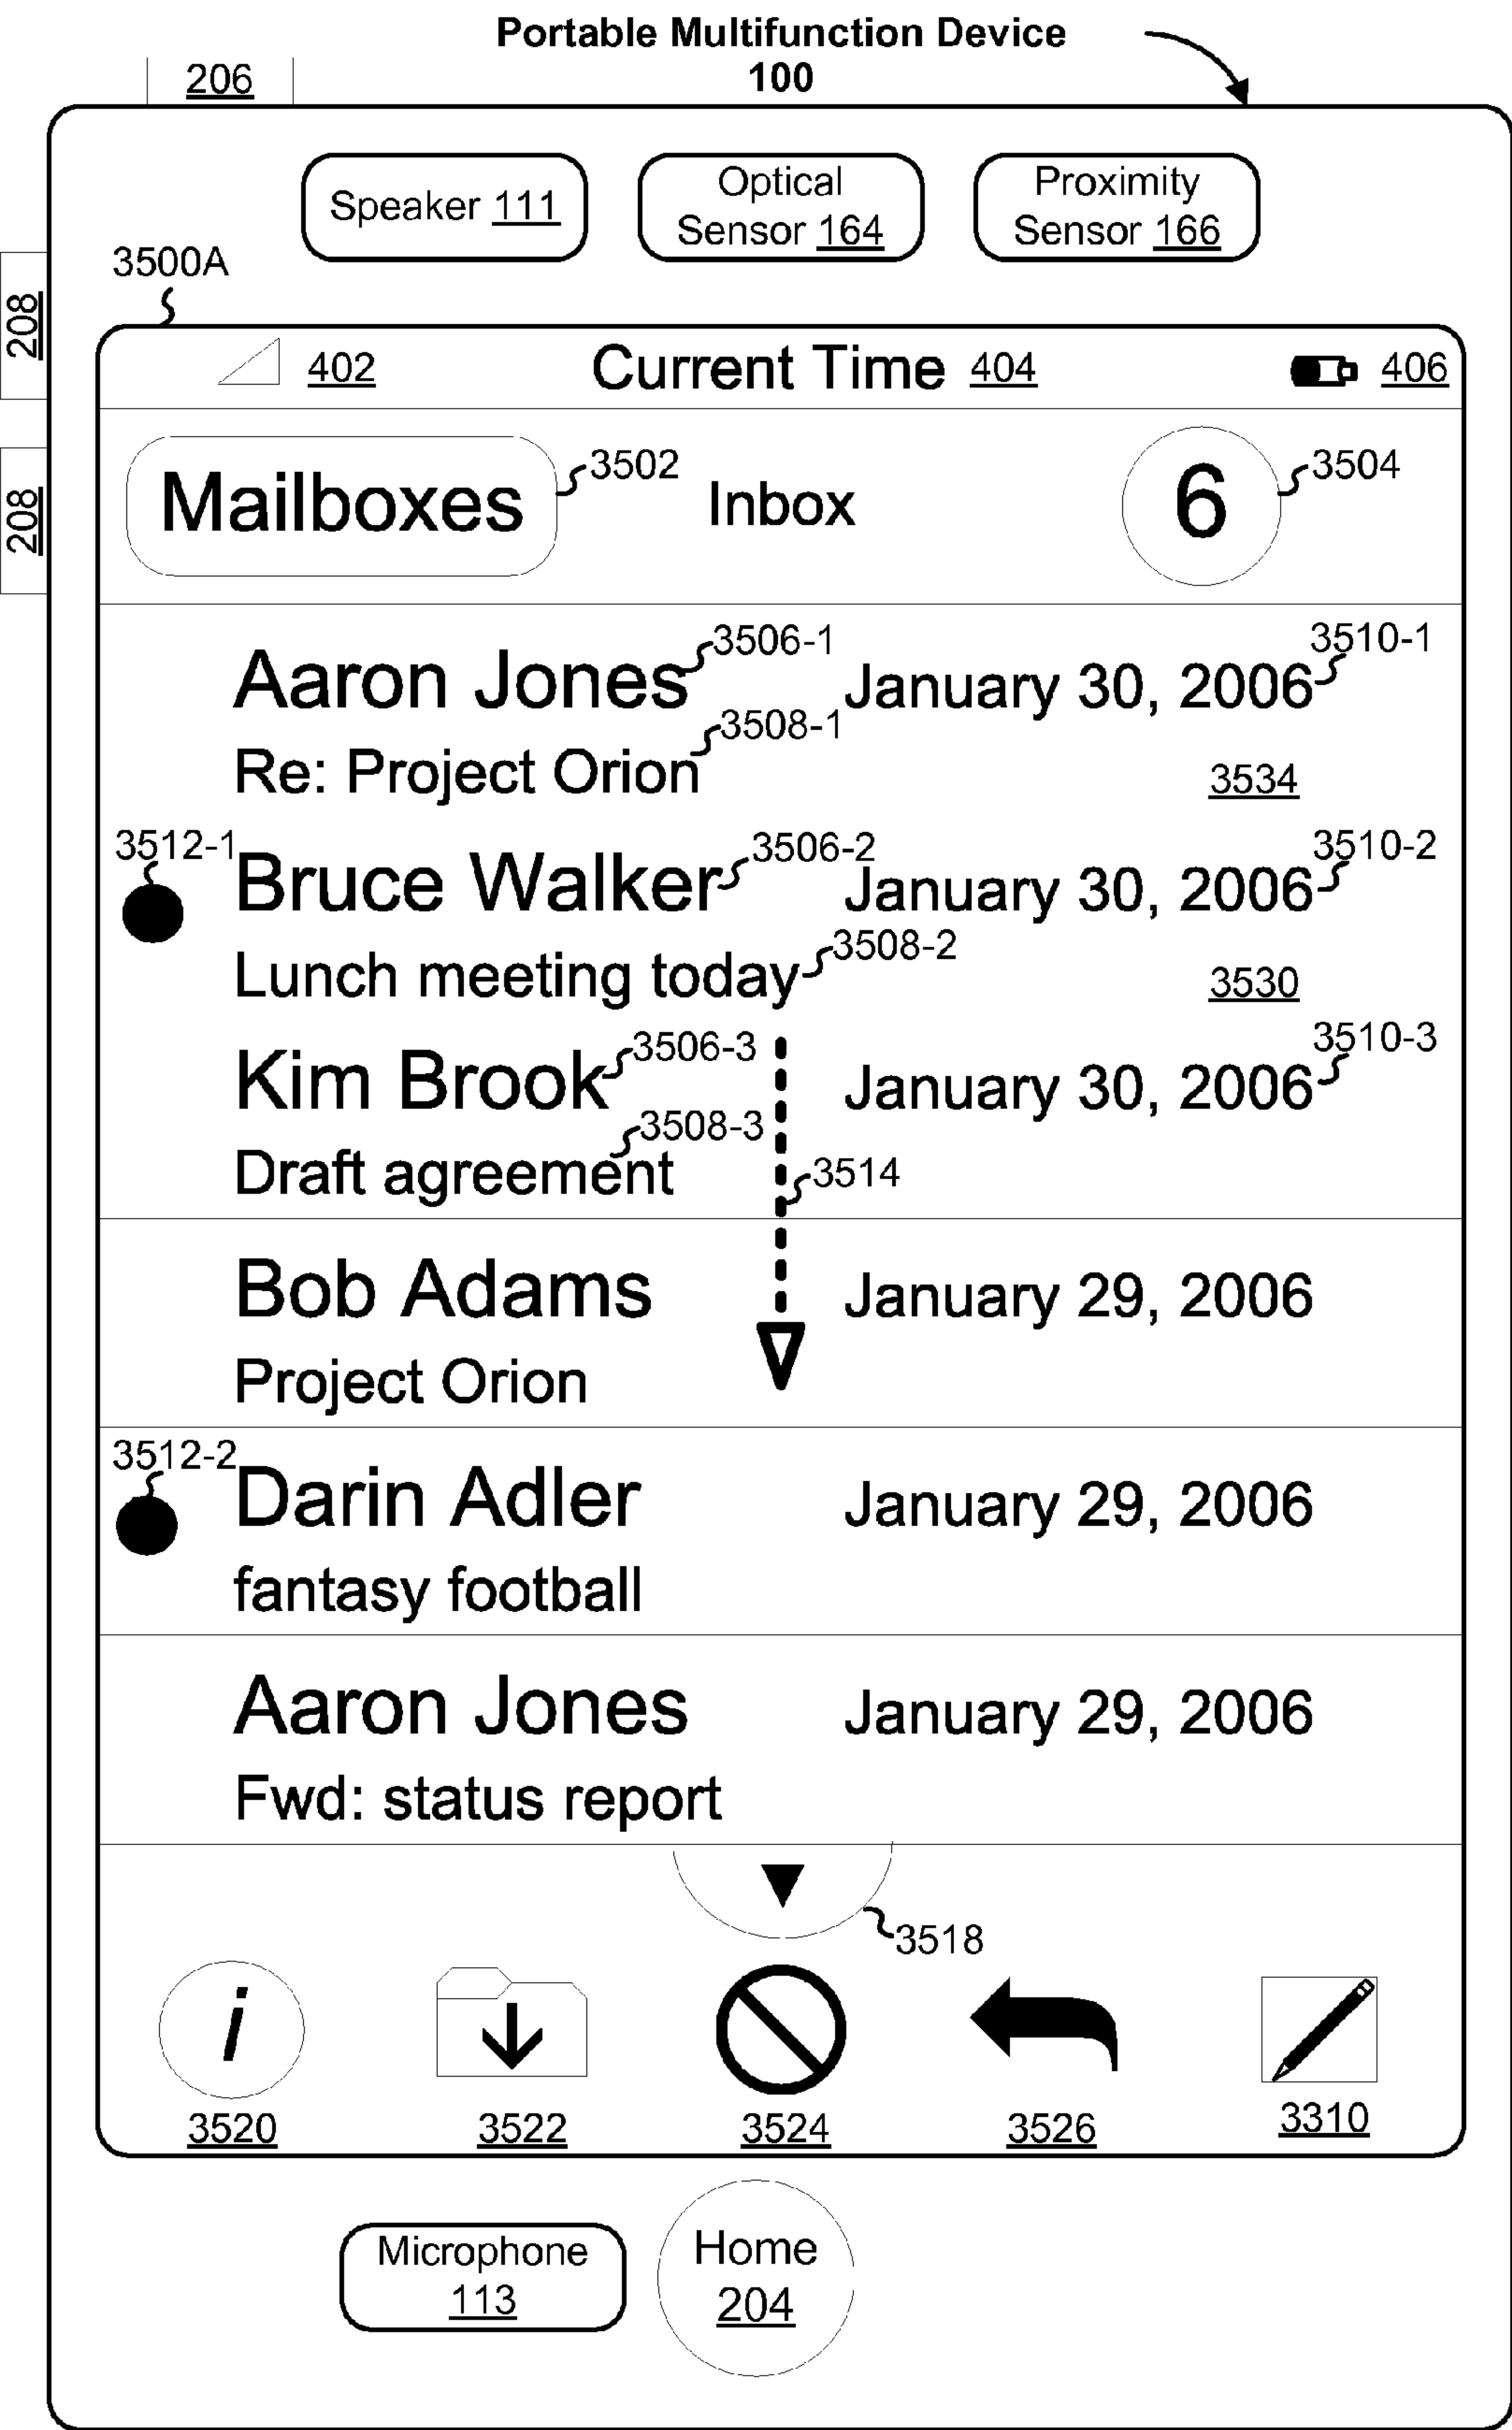 Portable Multifunction Device
100
206
Speaker 111
Optical Sensor 164
Proximity Sensor 166
208
208
3500A
402
Current Time 404
406
Mailboxes
3502
Inbox
6
3504
Aaron Jones
3506-1
January 30, 2006
3510-1
Re: Project Orion
3508-1
3534
3512-1
Bruce Walker
3506-2
January 30, 2006
3510-2
Lunch meeting today
3508-2
3530
Kim Brook
3506-3
January 30, 2006
3510-3
Draft agreement
3508-3
3514
Bob Adams
January 29, 2006
Project Orion
3512-2
Darin Adler
January 29, 2006
fantasy football
Aaron Jones
January 29, 2006
Fwd: status report
3518
i
3520
3522
3524
3526
3310
Microphone
113
Home
204